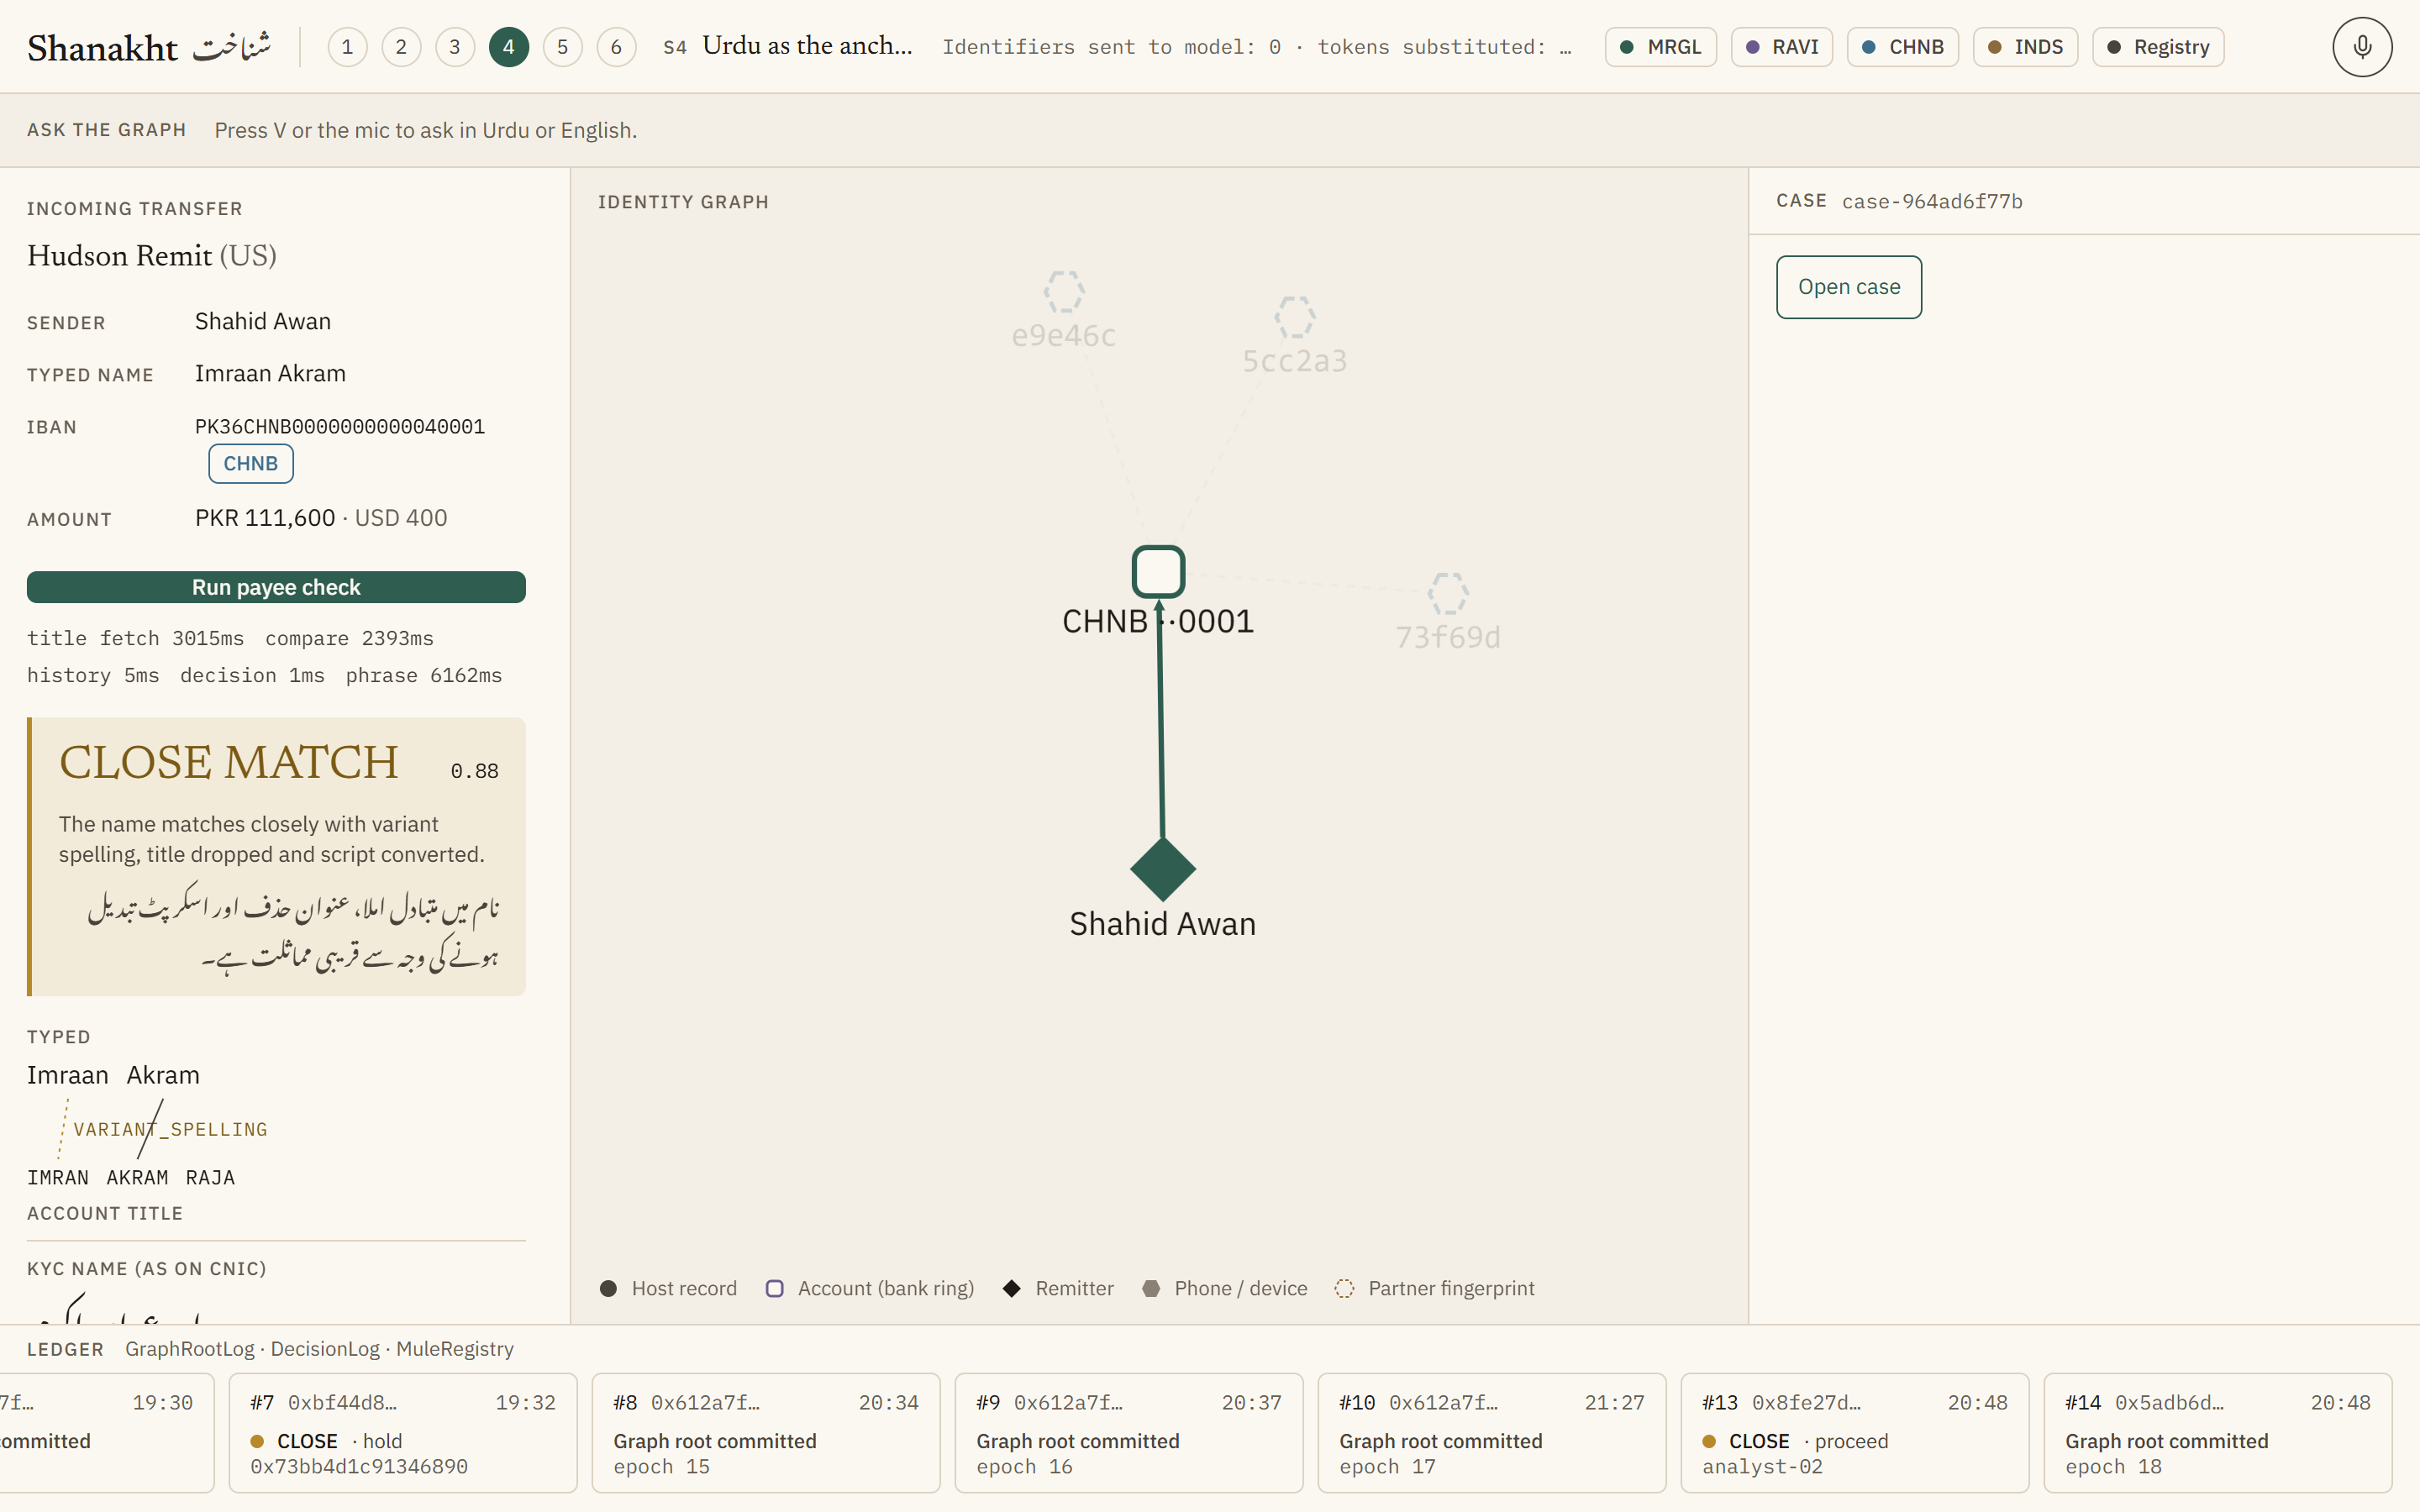 Shanakht شناخت
1 2 3 4 5 6
S4 Urdu as the anch…
Identifiers sent to model: 0 · tokens substituted: …
MRGL RAVI CHNB INDS Registry
ASK THE GRAPH Press V or the mic to ask in Urdu or English.
INCOMING TRANSFER
Hudson Remit (US)
SENDER Shahid Awan
TYPED NAME Imraan Akram
IBAN PK36CHNB0000000000040001
CHNB
AMOUNT PKR 111,600 · USD 400
Run payee check
title fetch 3015ms compare 2393ms
history 5ms decision 1ms phrase 6162ms
CLOSE MATCH 0.88
The name matches closely with variant
spelling, title dropped and script converted.
نام میں متبادل املا، عنوان حذف اور اسکرپٹ تبدیل
ہونے کی وجہ سے قریبی مماثلت ہے۔
TYPED
Imraan Akram
VARIANT_SPELLING
IMRAN AKRAM RAJA
ACCOUNT TITLE
KYC NAME (AS ON CNIC)
IDENTITY GRAPH
e9e46c
5cc2a3
CHNB ··0001
73f69d
Shahid Awan
Host record Account (bank ring) Remitter Phone / device Partner fingerprint
CASE case-964ad6f77b
Open case
LEDGER GraphRootLog · DecisionLog · MuleRegistry
7f… 19:30
ommitted
#7 0xbf44d8… 19:32
CLOSE · hold
0x73bb4d1c91346890
#8 0x612a7f… 20:34
Graph root committed
epoch 15
#9 0x612a7f… 20:37
Graph root committed
epoch 16
#10 0x612a7f… 21:27
Graph root committed
epoch 17
#13 0x8fe27d… 20:48
CLOSE · proceed
analyst-02
#14 0x5adb6d… 20:48
Graph root committed
epoch 18